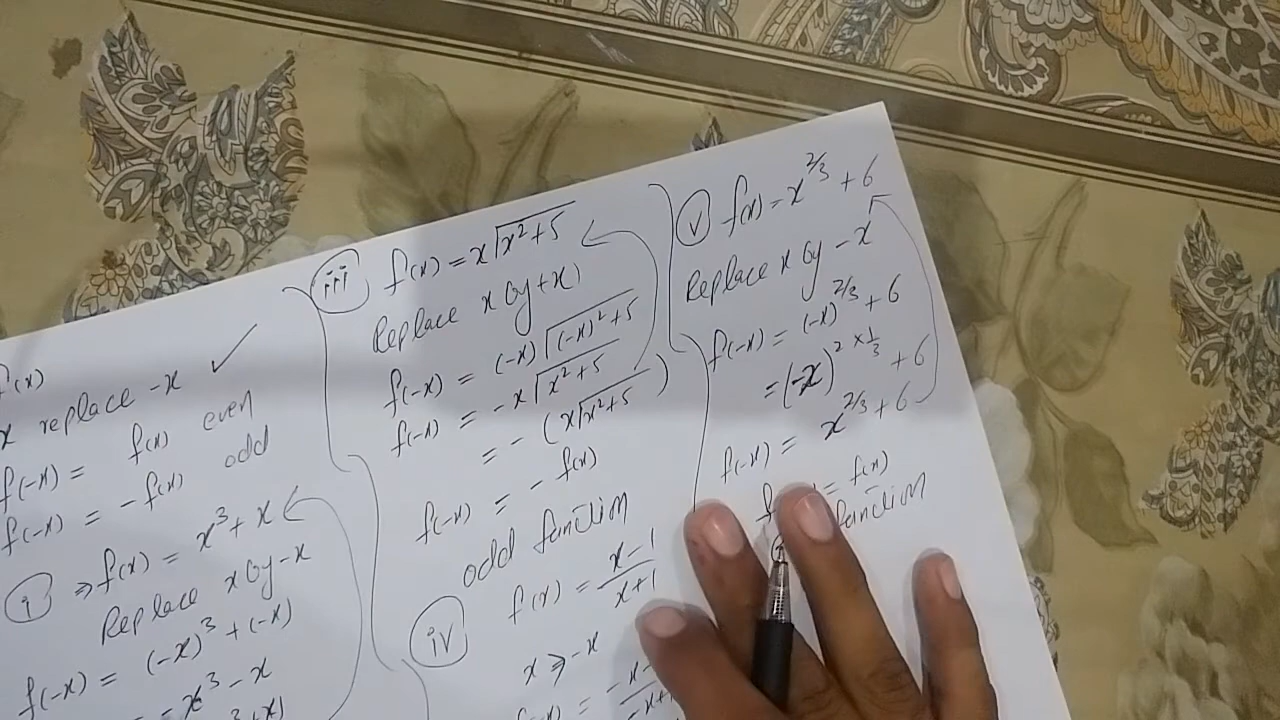 f(x)
x replace -x ✓
f(-x) = f(x) even
f(-x) = -f(x) odd
(i) ⇒ f(x) = x³ + x
Replace x by -x
f(-x) = (-x)³ + (-x)
= -x³ - x
(iii) f(x) = x√(x²+5)
Replace x by +x)
f(-x) = (-x)√((-x)²+5)
f(-x) = -x√(x²+5)
= -(x√(x²+5))
f(-x) = -f(x)
odd function
(iv) f(x) = (x-1)/(x+1)
x ⇒ -x
(v) f(x) = x^(2/3) + 6
Replace x by -x
f(-x) = (-x)^(2/3) + 6
= (-x)^(2×1/3) + 6
f(-x) = x^(2/3) + 6
= f(x)
function